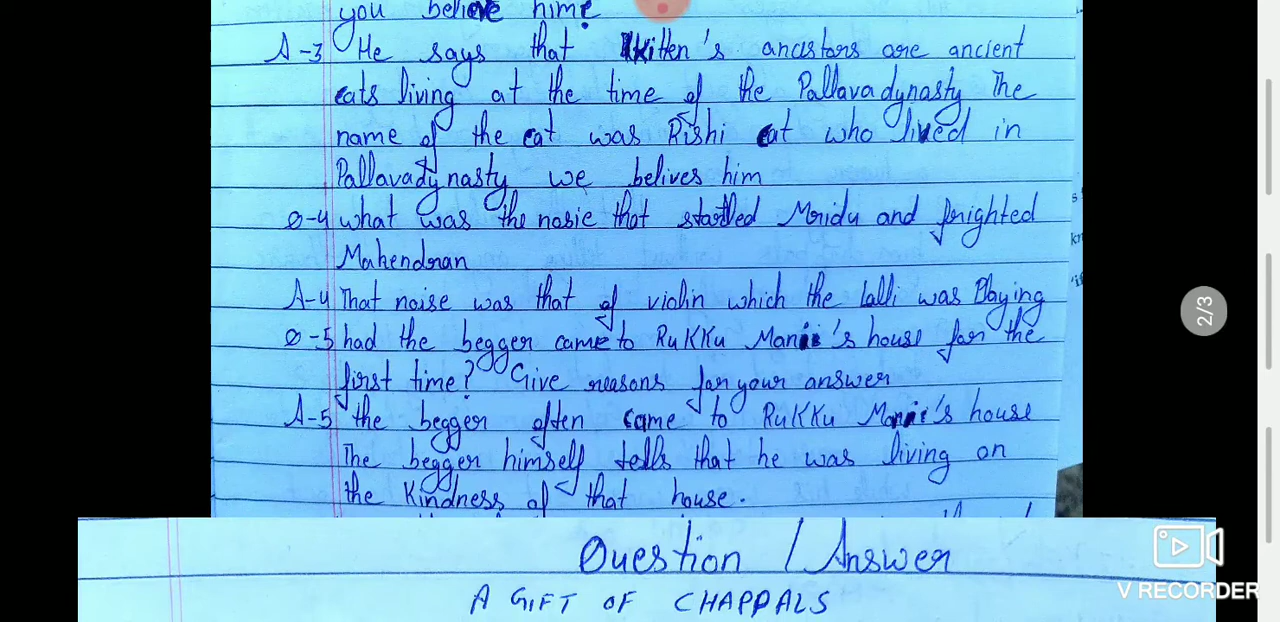 you believe him?
A-3 He says that kitten's ancestors are ancient
cats living at the time of the Pallava dynasty The
name of the cat was Rishi cat who lived in
Pallavadynasty we belives him
Q-4 what was the nosie that startled Mridu and frighted
Mahendran
A-4 That noise was that of violin which the lalli was Playing
Q-5 had the begger came to RuKKu Manii's house for the
first time? Give reasons for your answer
A-5 the begger often came to RuKKu Manii's house
The begger himself tells that he was living on
the Kindness of that house.
Question / Answer
A GIFT OF CHAPPALS
2/3
V RECORDER